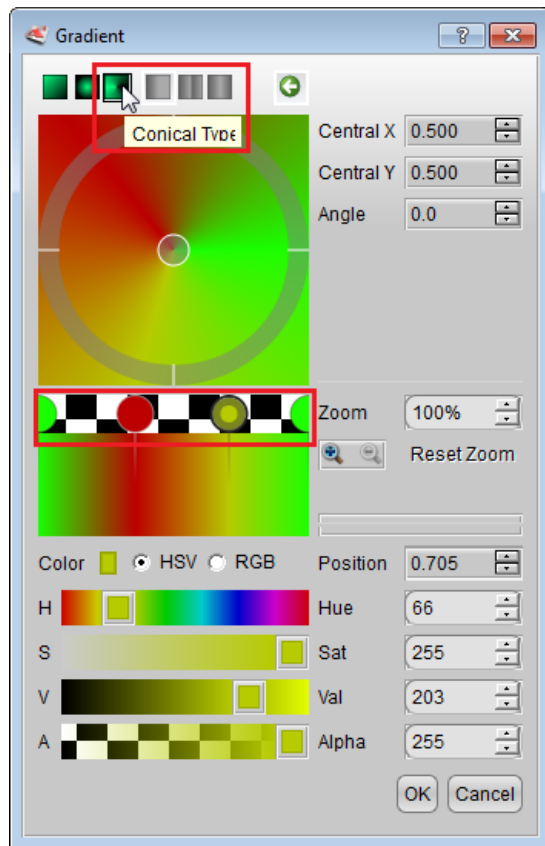 Gradient
?
Conical Type
Central X 0.500
Central Y 0.500
Angle 0.0
Zoom 100%
Reset Zoom
Color HSV RGB Position 0.705
H Hue 66
S Sat 255
V Val 203
A Alpha 255
OK Cancel